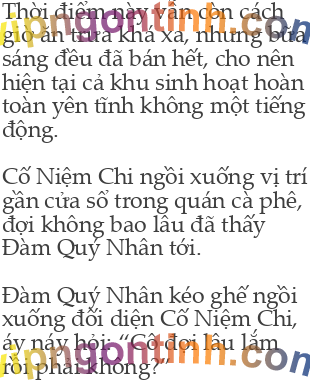 Thời điểm này vẫn còn cách
giờ ăn trưa khá xa, nhưng bữa
sáng đều đã bán hết, cho nên
hiện tại cả khu sinh hoạt hoàn
toàn yên tĩnh không một tiếng
động.
Cố Niệm Chi ngồi xuống vị trí
gần cửa sổ trong quán cà phê,
đợi không bao lâu đã thấy
Đàm Quý Nhân tới.
Đàm Quý Nhân kéo ghế ngồi
xuống đối diện Cố Niệm Chi,
áy náy hỏi: “Cô đợi lâu lắm
rồi phải không?”
vipngontinh.com
vipngontinh.com